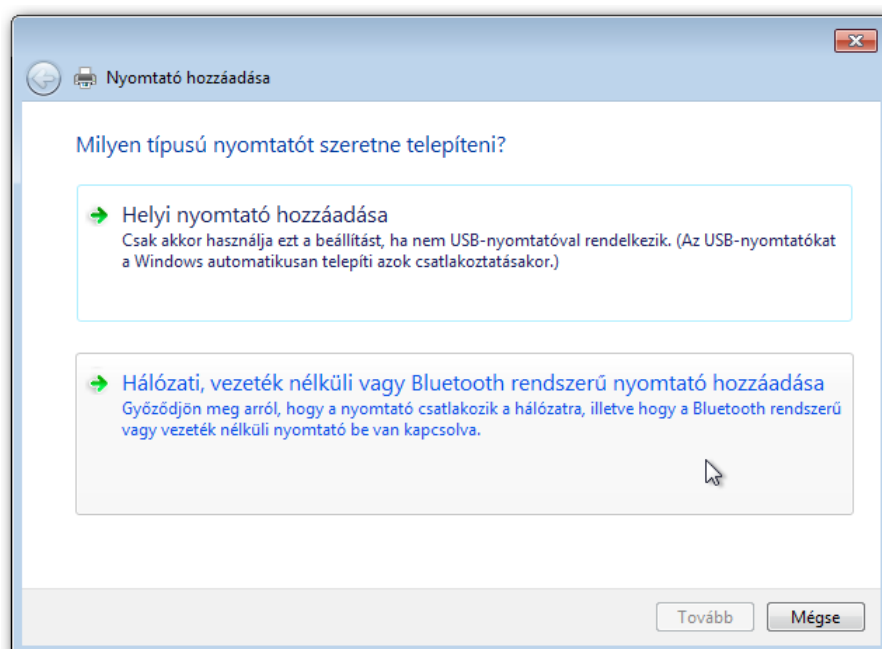 Nyomtató hozzáadása
Milyen típusú nyomtatót szeretne telepíteni?
Helyi nyomtató hozzáadása
Csak akkor használja ezt a beállítást, ha nem USB-nyomtatóval rendelkezik. (Az USB-nyomtatókat
a Windows automatikusan telepíti azok csatlakoztatásakor.)
Hálózati, vezeték nélküli vagy Bluetooth rendszerű nyomtató hozzáadása
Győződjön meg arról, hogy a nyomtató csatlakozik a hálózatra, illetve hogy a Bluetooth rendszerű
vagy vezeték nélküli nyomtató be van kapcsolva.
Tovább Mégse